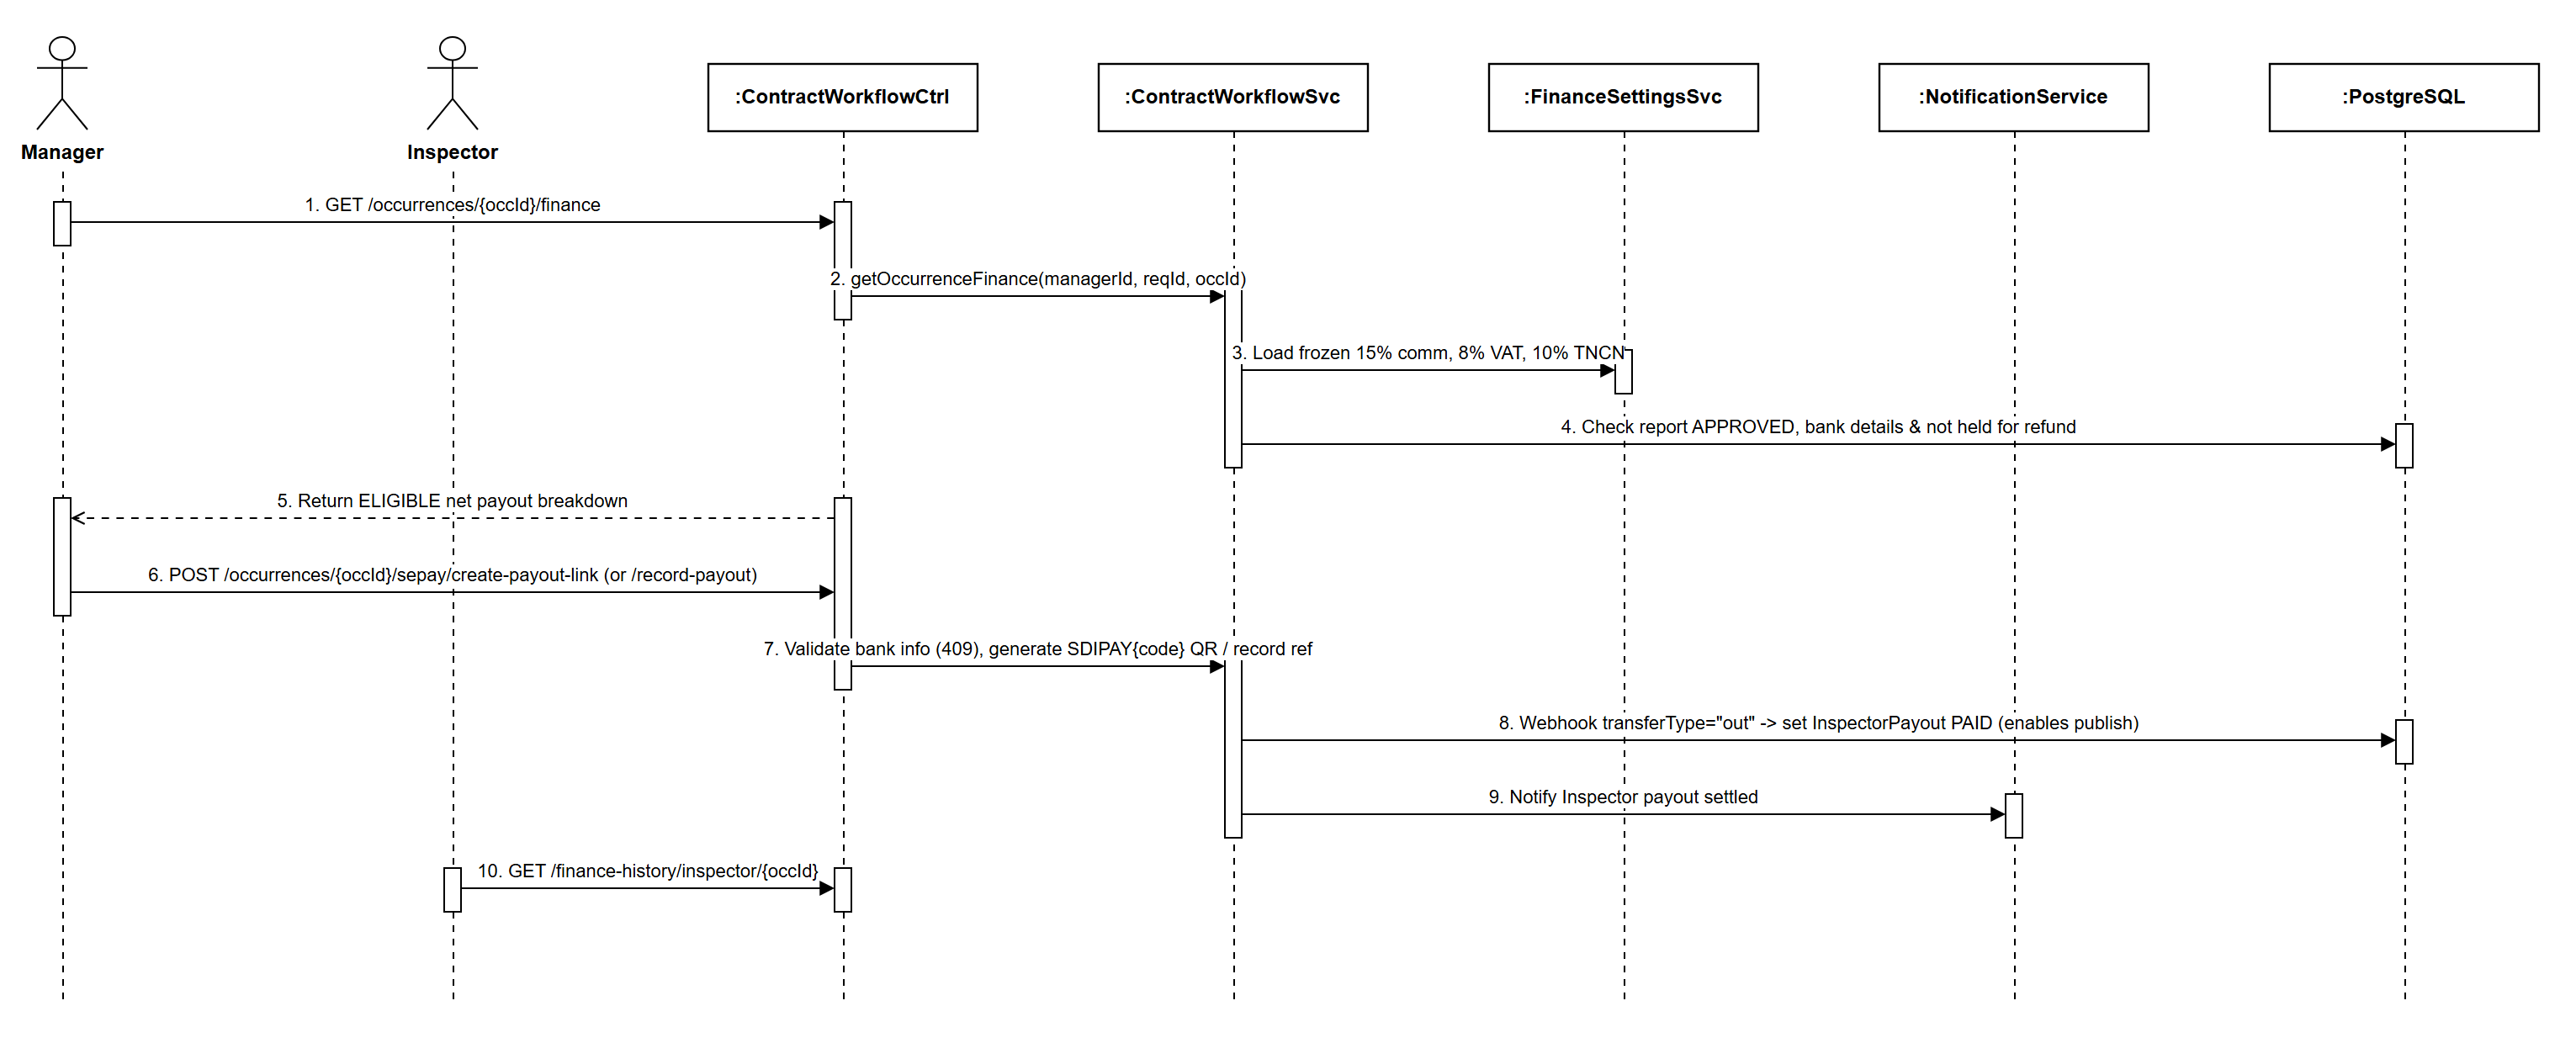 Manager
Inspector
:ContractWorkflowCtrl
:ContractWorkflowSvc
:FinanceSettingsSvc
:NotificationService
:PostgreSQL
1. GET /occurrences/{occId}/finance
2. getOccurrenceFinance(managerId, reqId, occId)
3. Load frozen 15% comm, 8% VAT, 10% TNCN
4. Check report APPROVED, bank details & not held for refund
5. Return ELIGIBLE net payout breakdown
6. POST /occurrences/{occId}/sepay/create-payout-link (or /record-payout)
7. Validate bank info (409), generate SDIPAY{code} QR / record ref
8. Webhook transferType="out" -> set InspectorPayout PAID (enables publish)
9. Notify Inspector payout settled
10. GET /finance-history/inspector/{occId}